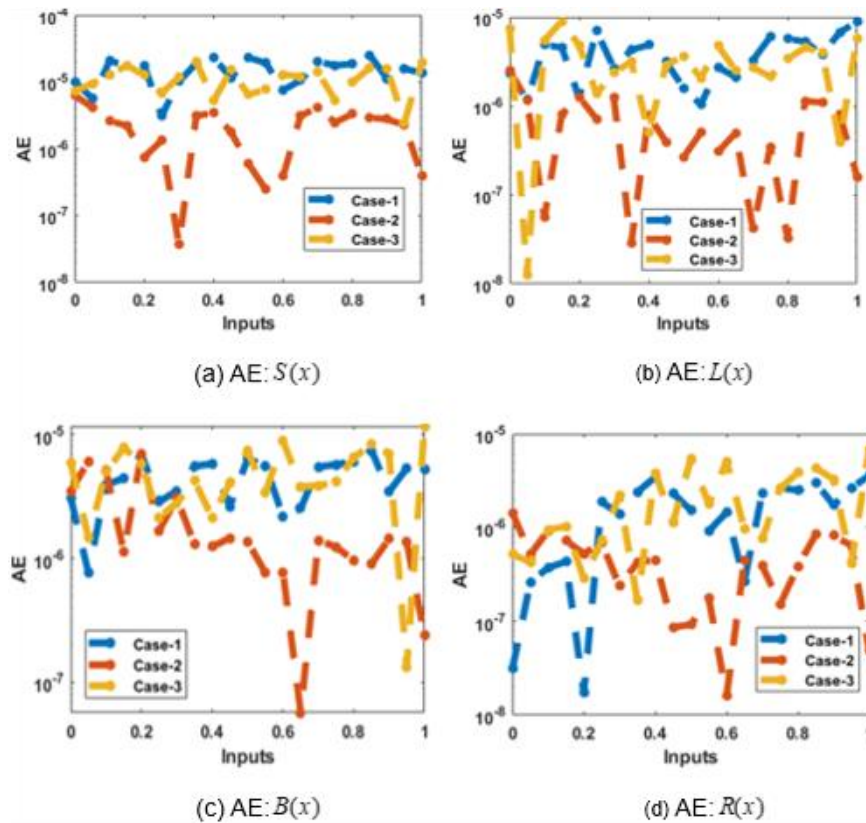 10^-4
10^-5
10^-6
10^-7
10^-8
AE
Case-1
Case-2
Case-3
0 0.2 0.4 0.6 0.8 1
Inputs
(a) AE: S(x)
10^-5
10^-6
10^-7
10^-8
AE
Case-1
Case-2
Case-3
0 0.2 0.4 0.6 0.8 1
Inputs
(b) AE: L(x)
10^-5
10^-6
10^-7
AE
Case-1
Case-2
Case-3
0 0.2 0.4 0.6 0.8 1
Inputs
(c) AE: B(x)
10^-5
10^-6
10^-7
10^-8
AE
Case-1
Case-2
Case-3
0 0.2 0.4 0.6 0.8 1
Inputs
(d) AE: R(x)